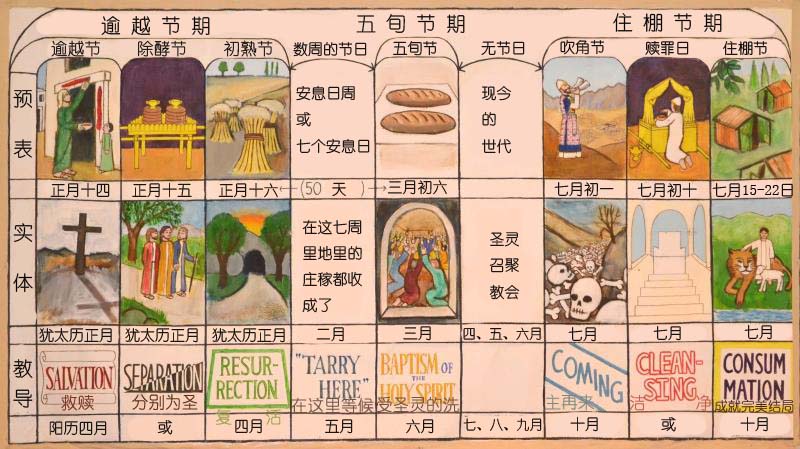 逾越节期 五旬节期 住棚节期
逾越节 除酵节 初熟节 数周的节日 五旬节 无节日 吹角节 赎罪日 住棚节
预表
安息日周
或
七个安息日
现今
的
世代
正月十四 正月十五 正月十六 ←(50 天)→ 三月初六 七月初一 七月初十 七月15-22日
实体
在这七周
里地里的
庄稼都收
成了
圣灵
召聚
教会
犹太历正月 犹太历正月 犹太历正月 二月 三月 四、五、六月 七月 七月 七月
教导
SALVATION
救赎
SEPARATION
分别为圣
RESUR-
RECTION
复活
"TARRY
HERE"
在这里等候
BAPTISM OF
THE
HOLY SPIRIT
受圣灵的洗
COMING
主再来
CLEAN-
SING
洁净
CONSUM
MATION
成就完美结局
阳历四月 或 四月 五月 六月 七、八、九月 十月 或 十月